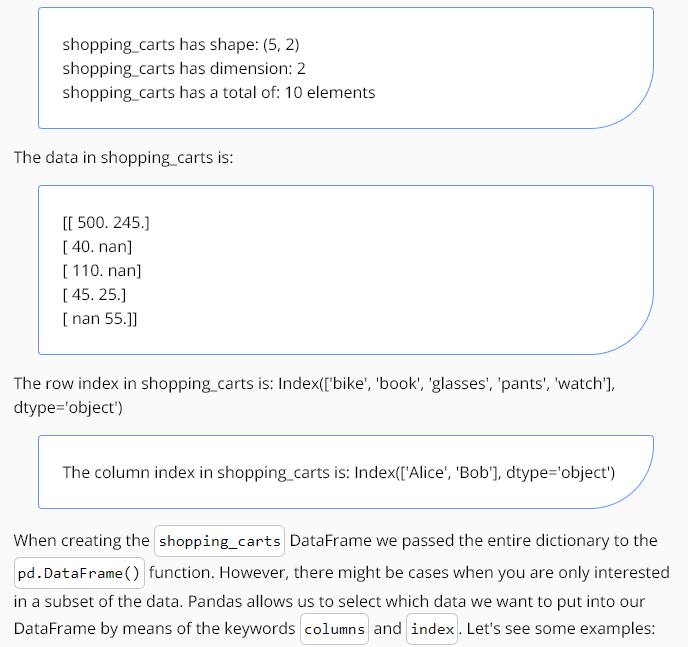 shopping_carts has shape: (5, 2)
shopping_carts has dimension: 2
shopping_carts has a total of: 10 elements
The data in shopping_carts is:
[[ 500. 245.]
[ 40. nan]
[ 110. nan]
[ 45. 25.]
[ nan 55.]]
The row index in shopping_carts is: Index(['bike', 'book', 'glasses', 'pants', 'watch'],
dtype='object')
The column index in shopping_carts is: Index(['Alice', 'Bob'], dtype='object')
When creating the shopping_carts DataFrame we passed the entire dictionary to the
pd.DataFrame() function. However, there might be cases when you are only interested
in a subset of the data. Pandas allows us to select which data we want to put into our
DataFrame by means of the keywords columns and index. Let's see some examples: